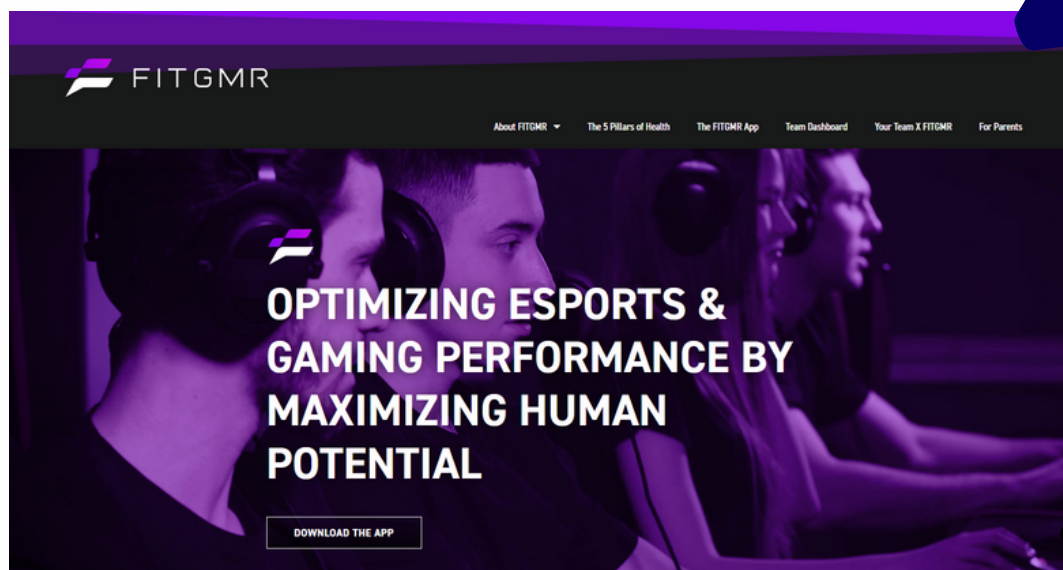 FITGMR
About FITGMR The 5 Pillars of Health The FITGMR App Team Dashboard Your Team X FITGMR For Parents
OPTIMIZING ESPORTS &
GAMING PERFORMANCE BY
MAXIMIZING HUMAN
POTENTIAL
DOWNLOAD THE APP